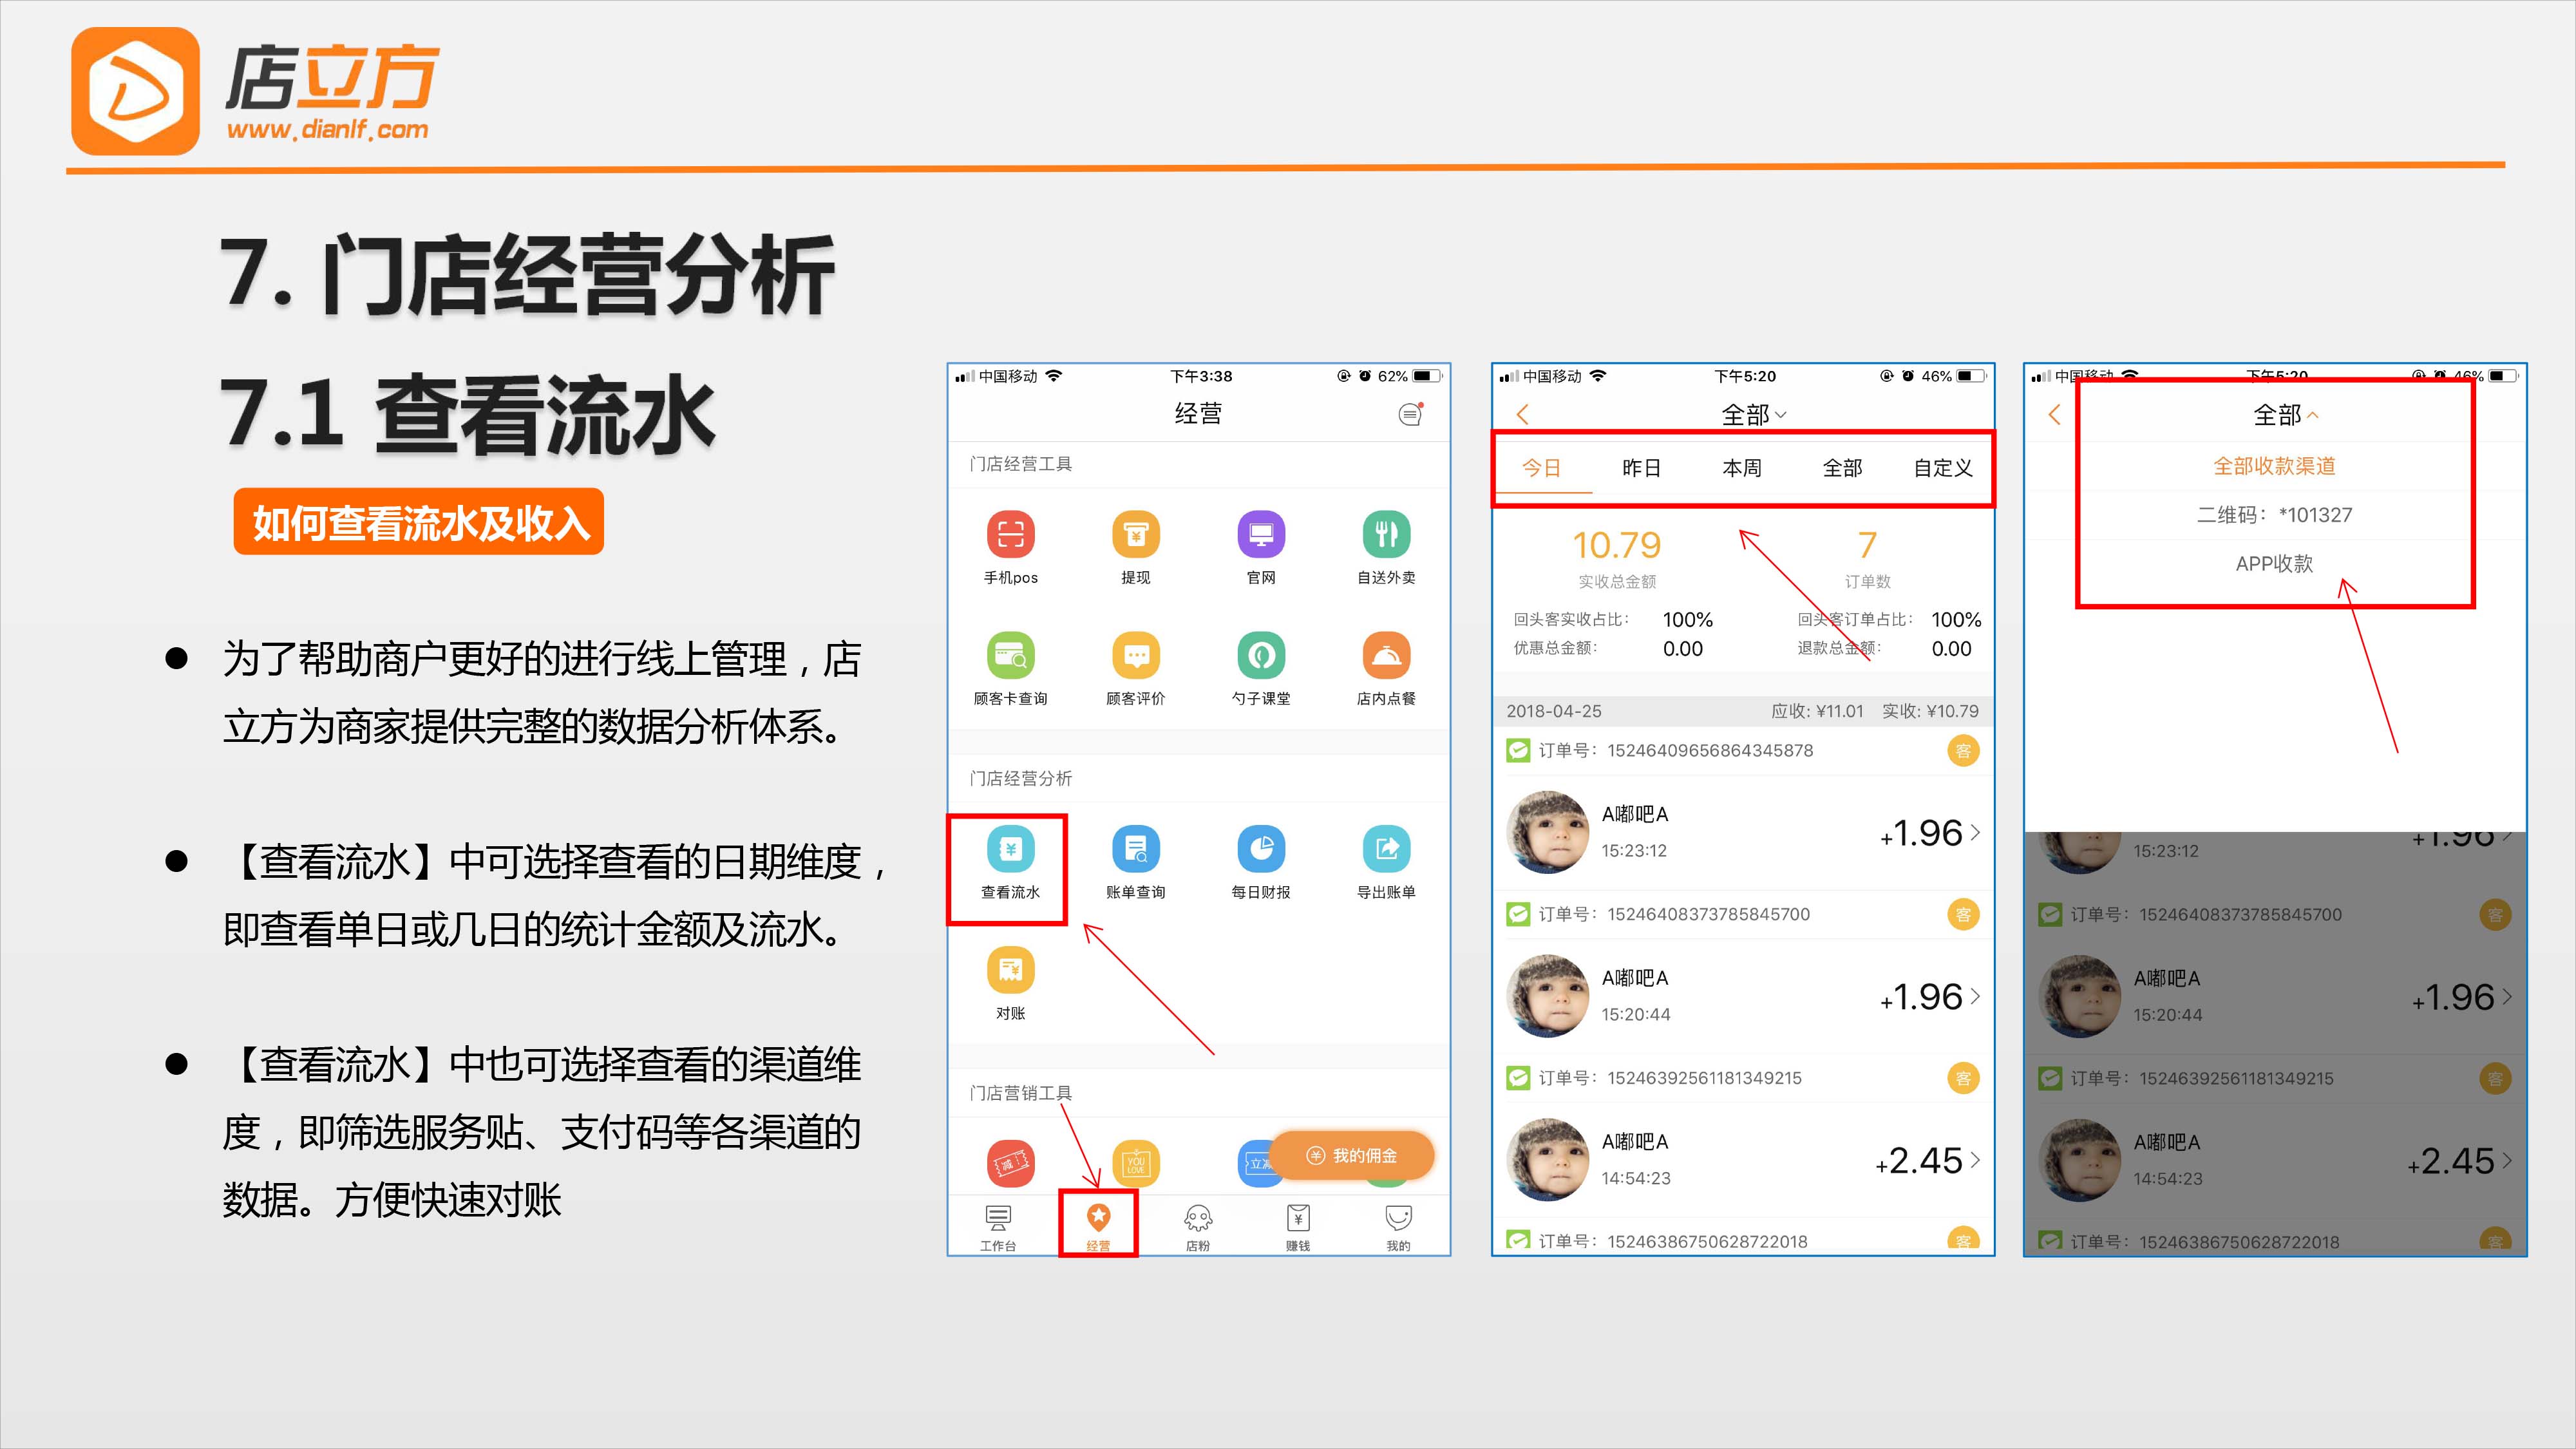 店立方
www.dianlf.com
7. 门店经营分析
7.1 查看流水
如何查看流水及收入
为了帮助商户更好的进行线上管理，店
立方为商家提供完整的数据分析体系。
【查看流水】中可选择查看的日期维度，
即查看单日或几日的统计金额及流水。
【查看流水】中也可选择查看的渠道维
度，即筛选服务贴、支付码等各渠道的
数据。方便快速对账
中国移动 下午3:38 62%
经营
门店经营工具
手机pos 提现 官网 自送外卖
顾客卡查询 顾客评价 勺子课堂 店内点餐
门店经营分析
查看流水 账单查询 每日财报 导出账单
对账
门店营销工具
减 YOU LOVE 立减 我的佣金
工作台 经营 店粉 赚钱 我的
中国移动 下午5:20 46%
全部
今日 昨日 本周 全部 自定义
10.79 7
实收总金额 订单数
回头客实收占比： 100% 回头客订单占比： 100%
优惠总金额： 0.00 退款总金额： 0.00
2018-04-25 应收: ¥11.01 实收: ¥10.79
订单号：15246409656864345878 客
A嘟吧A
15:23:12 +1.96
订单号：15246408373785845700 客
A嘟吧A
15:20:44 +1.96
订单号：15246392561181349215 客
A嘟吧A
14:54:23 +2.45
订单号：15246386750628722018 客
中国移动 下午5:20 46%
全部
全部收款渠道
二维码：*101327
APP收款
15:23:12 +1.96
订单号：15246408373785845700 客
A嘟吧A
15:20:44 +1.96
订单号：15246392561181349215 客
A嘟吧A
14:54:23 +2.45
订单号：15246386750628722018 客